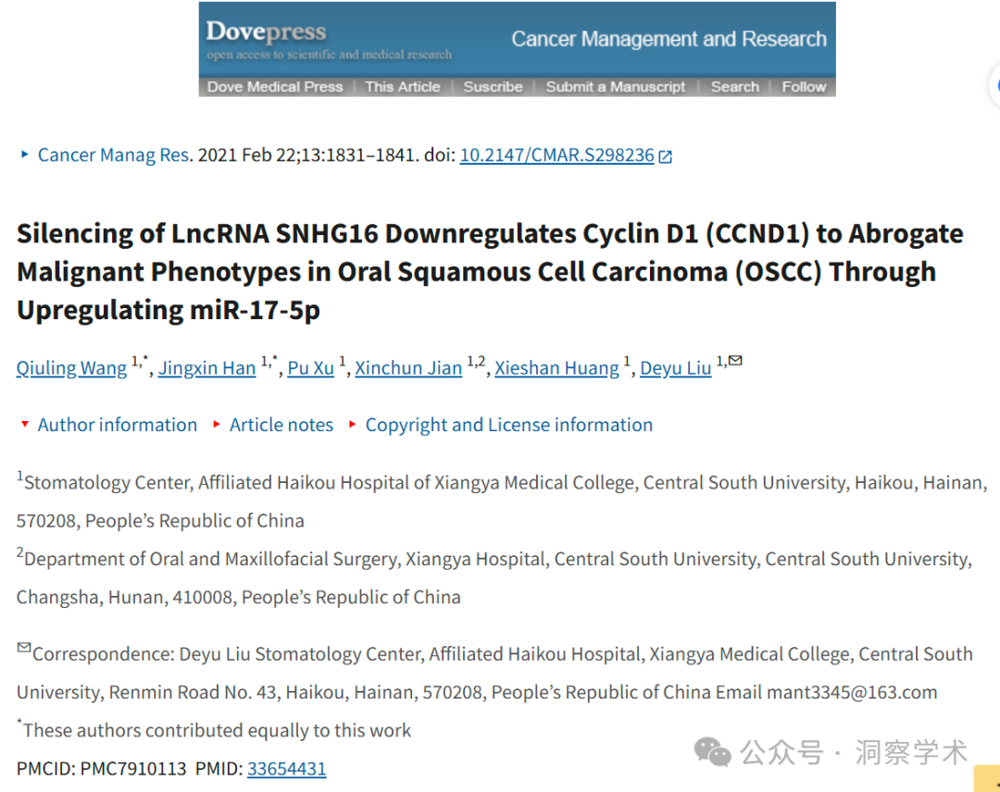 Dovepress
open access to scientific and medical research
Cancer Management and Research
Dove Medical Press | This Article | Suscribe | Submit a Manuscript | Search | Follow
Cancer Manag Res. 2021 Feb 22;13:1831–1841. doi: 10.2147/CMAR.S298236
Silencing of LncRNA SNHG16 Downregulates Cyclin D1 (CCND1) to Abrogate
Malignant Phenotypes in Oral Squamous Cell Carcinoma (OSCC) Through
Upregulating miR-17-5p
Qiuling Wang 1,*, Jingxin Han 1,*, Pu Xu 1, Xinchun Jian 1,2, Xieshan Huang 1, Deyu Liu 1,✉
Author information Article notes Copyright and License information
1Stomatology Center, Affiliated Haikou Hospital of Xiangya Medical College, Central South University, Haikou, Hainan,
570208, People's Republic of China
2Department of Oral and Maxillofacial Surgery, Xiangya Hospital, Central South University, Central South University,
Changsha, Hunan, 410008, People's Republic of China
✉Correspondence: Deyu Liu Stomatology Center, Affiliated Haikou Hospital, Xiangya Medical College, Central South
University, Renmin Road No. 43, Haikou, Hainan, 570208, People's Republic of China Email mant3345@163.com
*These authors contributed equally to this work
公众号 · 洞察学术
PMCID: PMC7910113 PMID: 33654431